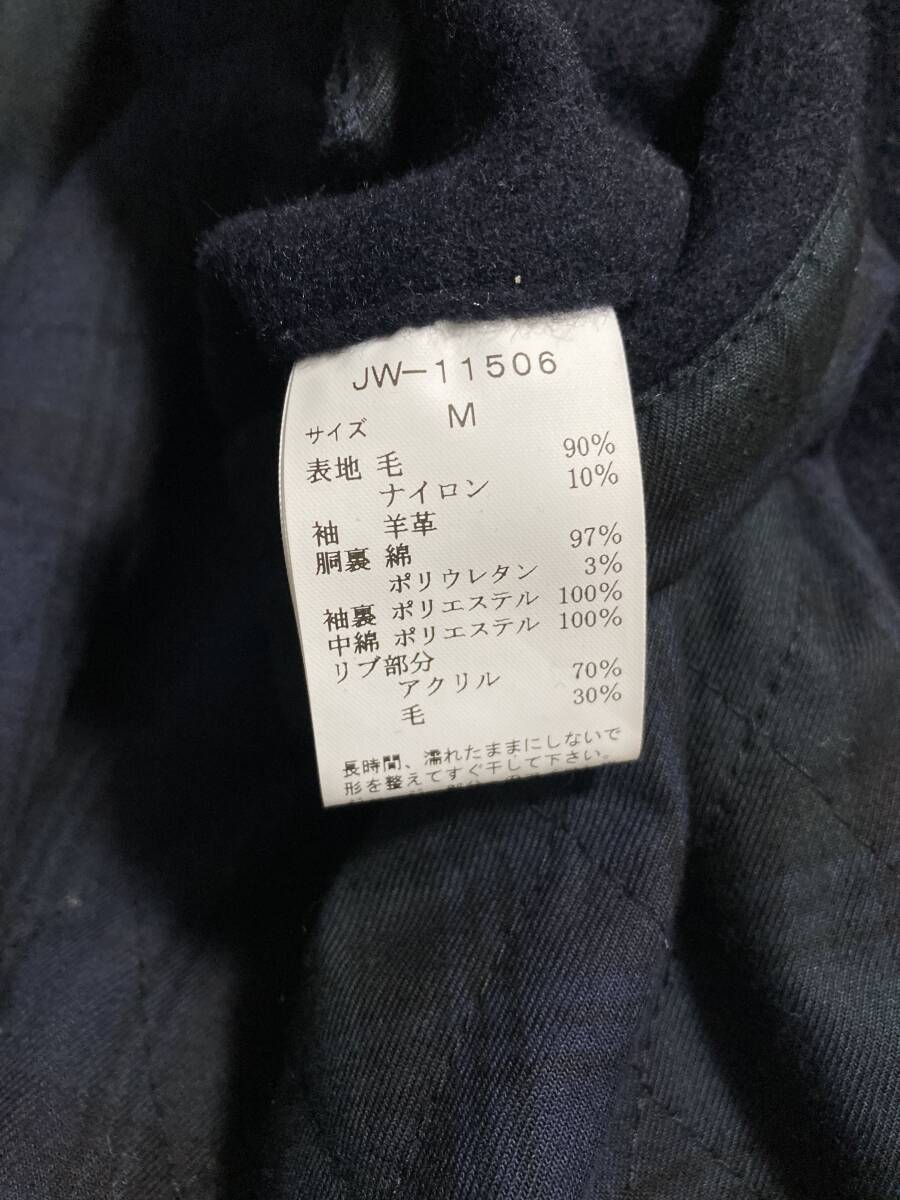 JW-11506
サイズ M
表地 毛 90%
ナイロン 10%
袖 羊革
胴裏 綿 97%
ポリウレタン 3%
袖裏 ポリエステル 100%
中綿 ポリエステル 100%
リブ部分
アクリル 70%
毛 30%
長時間、濡れたままにしないで
形を整えてすぐ干して下さい。